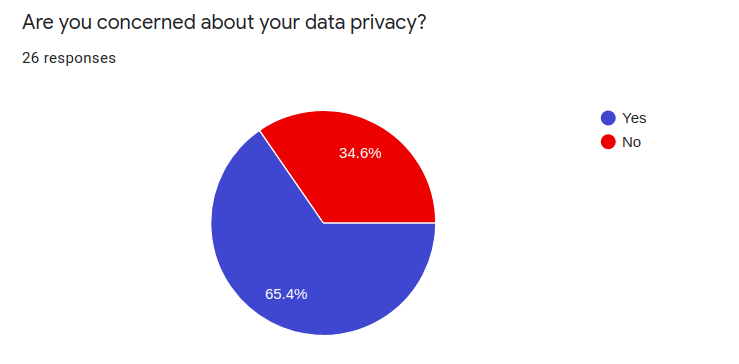 Are you concerned about your data privacy?
26 responses
Yes
No
34.6%
65.4%